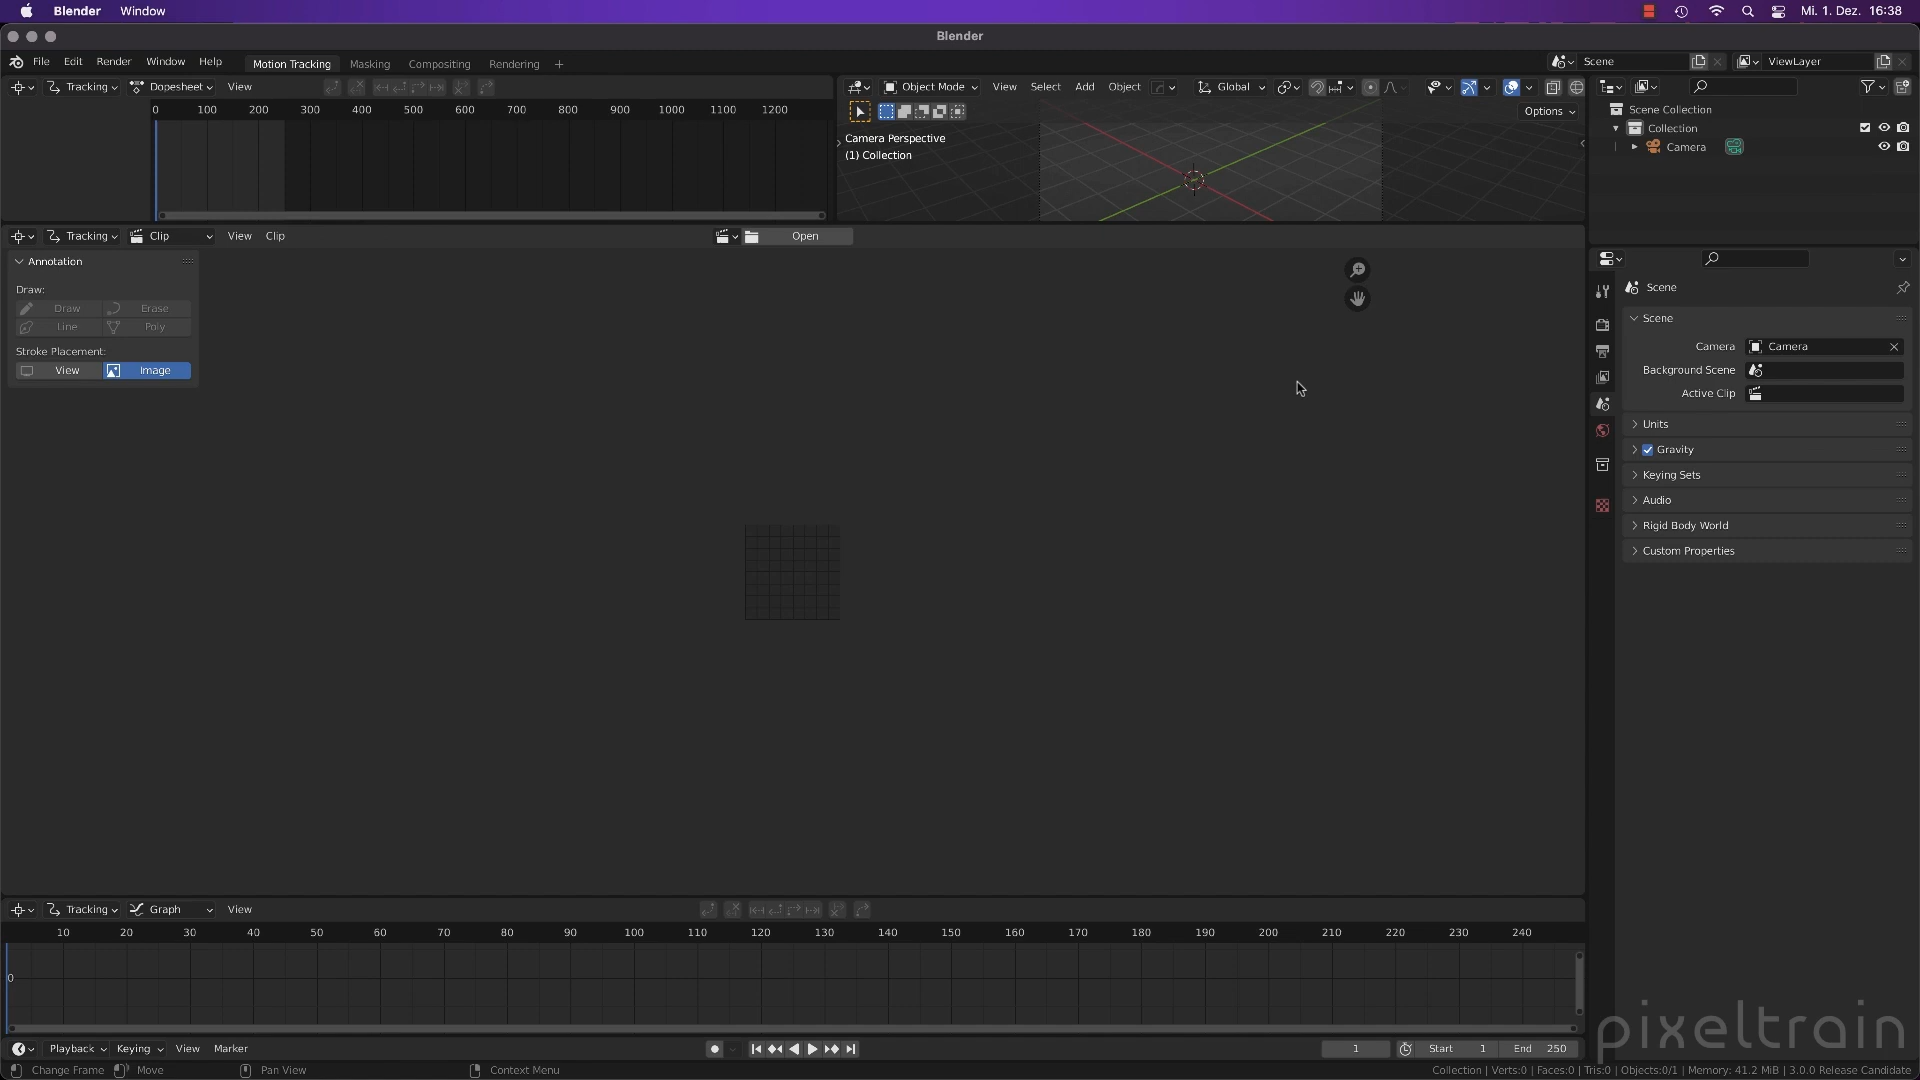 Blender Window Mi. 1. Dez. 16:38
Blender
File Edit Render Window Help Motion Tracking Masking Compositing Rendering + Scene ViewLayer
Tracking Dopesheet View
0 100 200 300 400 500 600 700 800 900 1000 1100 1200
Object Mode View Select Add Object Global
Options
Camera Perspective
(1) Collection
Scene Collection
Collection
Camera
Tracking Clip View Clip Open
Annotation
Draw:
Draw Erase
Line Poly
Stroke Placement:
View Image
Scene
Scene
Camera Camera
Background Scene
Active Clip
Units
Gravity
Keying Sets
Audio
Rigid Body World
Custom Properties
Tracking Graph View
10 20 30 40 50 60 70 80 90 100 110 120 130 140 150 160 170 180 190 200 210 220 230 240
0
pixeltrain
Playback Keying View Marker 1 Start 1 End 250
Change Frame Move Pan View Context Menu Collection | Verts:0 | Faces:0 | Tris:0 | Objects:0/1 | Memory: 41.2 MiB | 3.0.0 Release Candidate